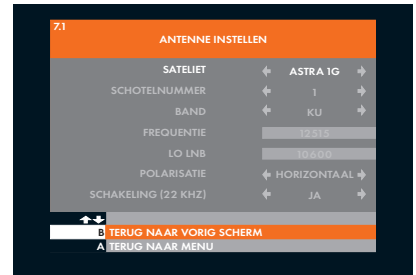 7.1
ANTENNE INSTELLEN
SATELIET ASTRA 1G
SCHOTELNUMMER 1
BAND KU
FREQUENTIE 12515
LO LNB 10600
POLARISATIE HORIZONTAAL
SCHAKELING (22 KHZ) JA
B TERUG NAAR VORIG SCHERM
A TERUG NAAR MENU